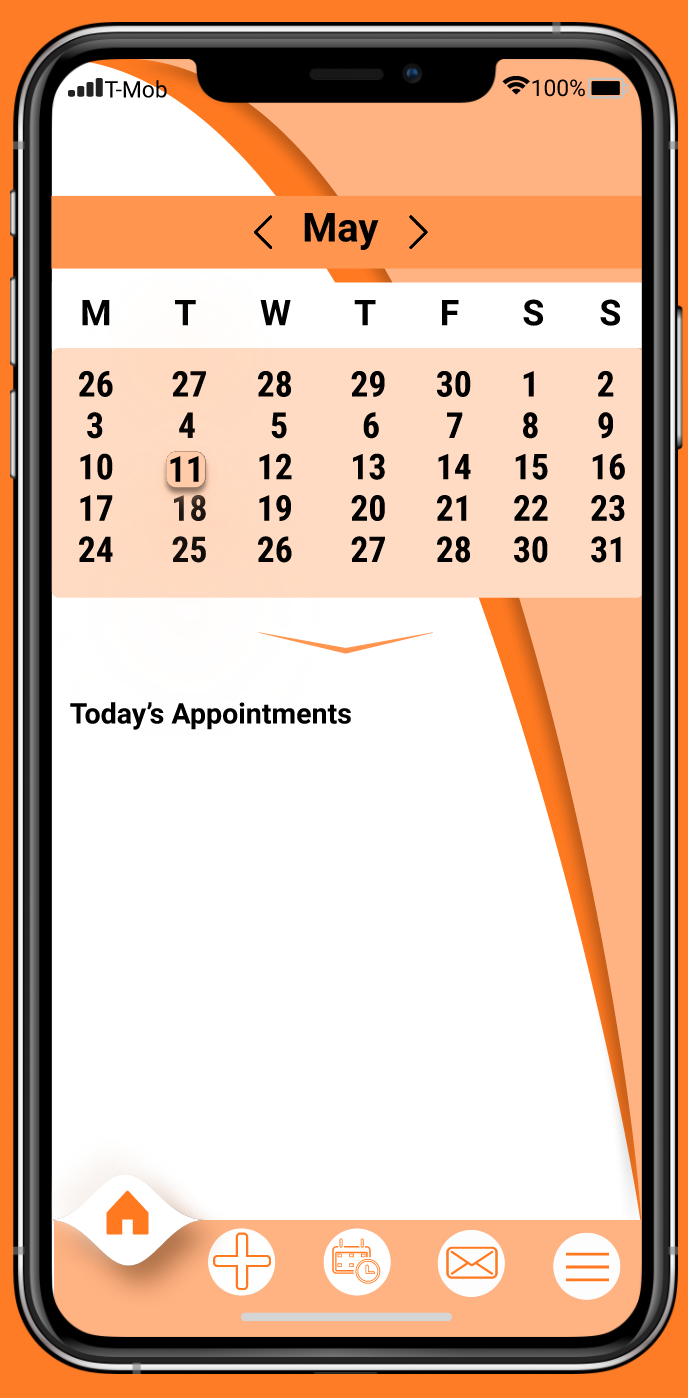 T-Mob 100%
May
M T W T F S S
26 27 28 29 30 1 2
3 4 5 6 7 8 9
10 11 12 13 14 15 16
17 18 19 20 21 22 23
24 25 26 27 28 30 31
Today’s Appointments